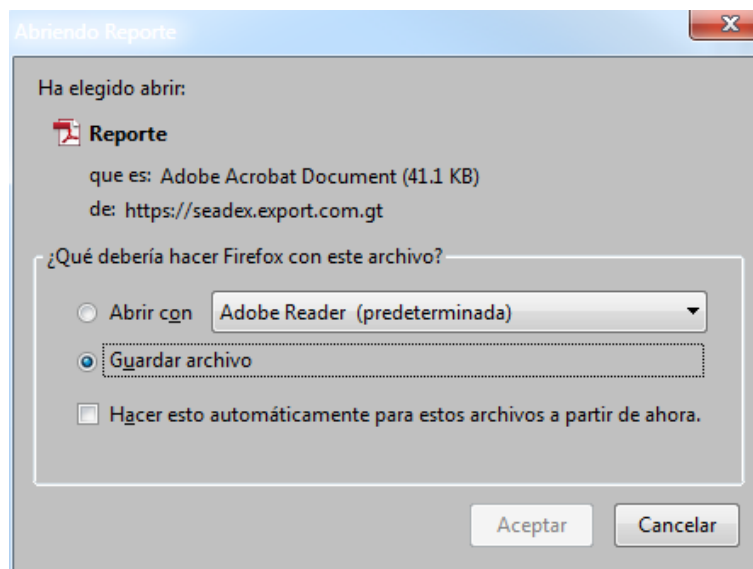 Abriendo Reporte
Ha elegido abrir:
Reporte
que es: Adobe Acrobat Document (41.1 KB)
de: https://seadex.export.com.gt
¿Qué debería hacer Firefox con este archivo?
Abrir con Adobe Reader (predeterminada)
Guardar archivo
Hacer esto automáticamente para estos archivos a partir de ahora.
Aceptar Cancelar